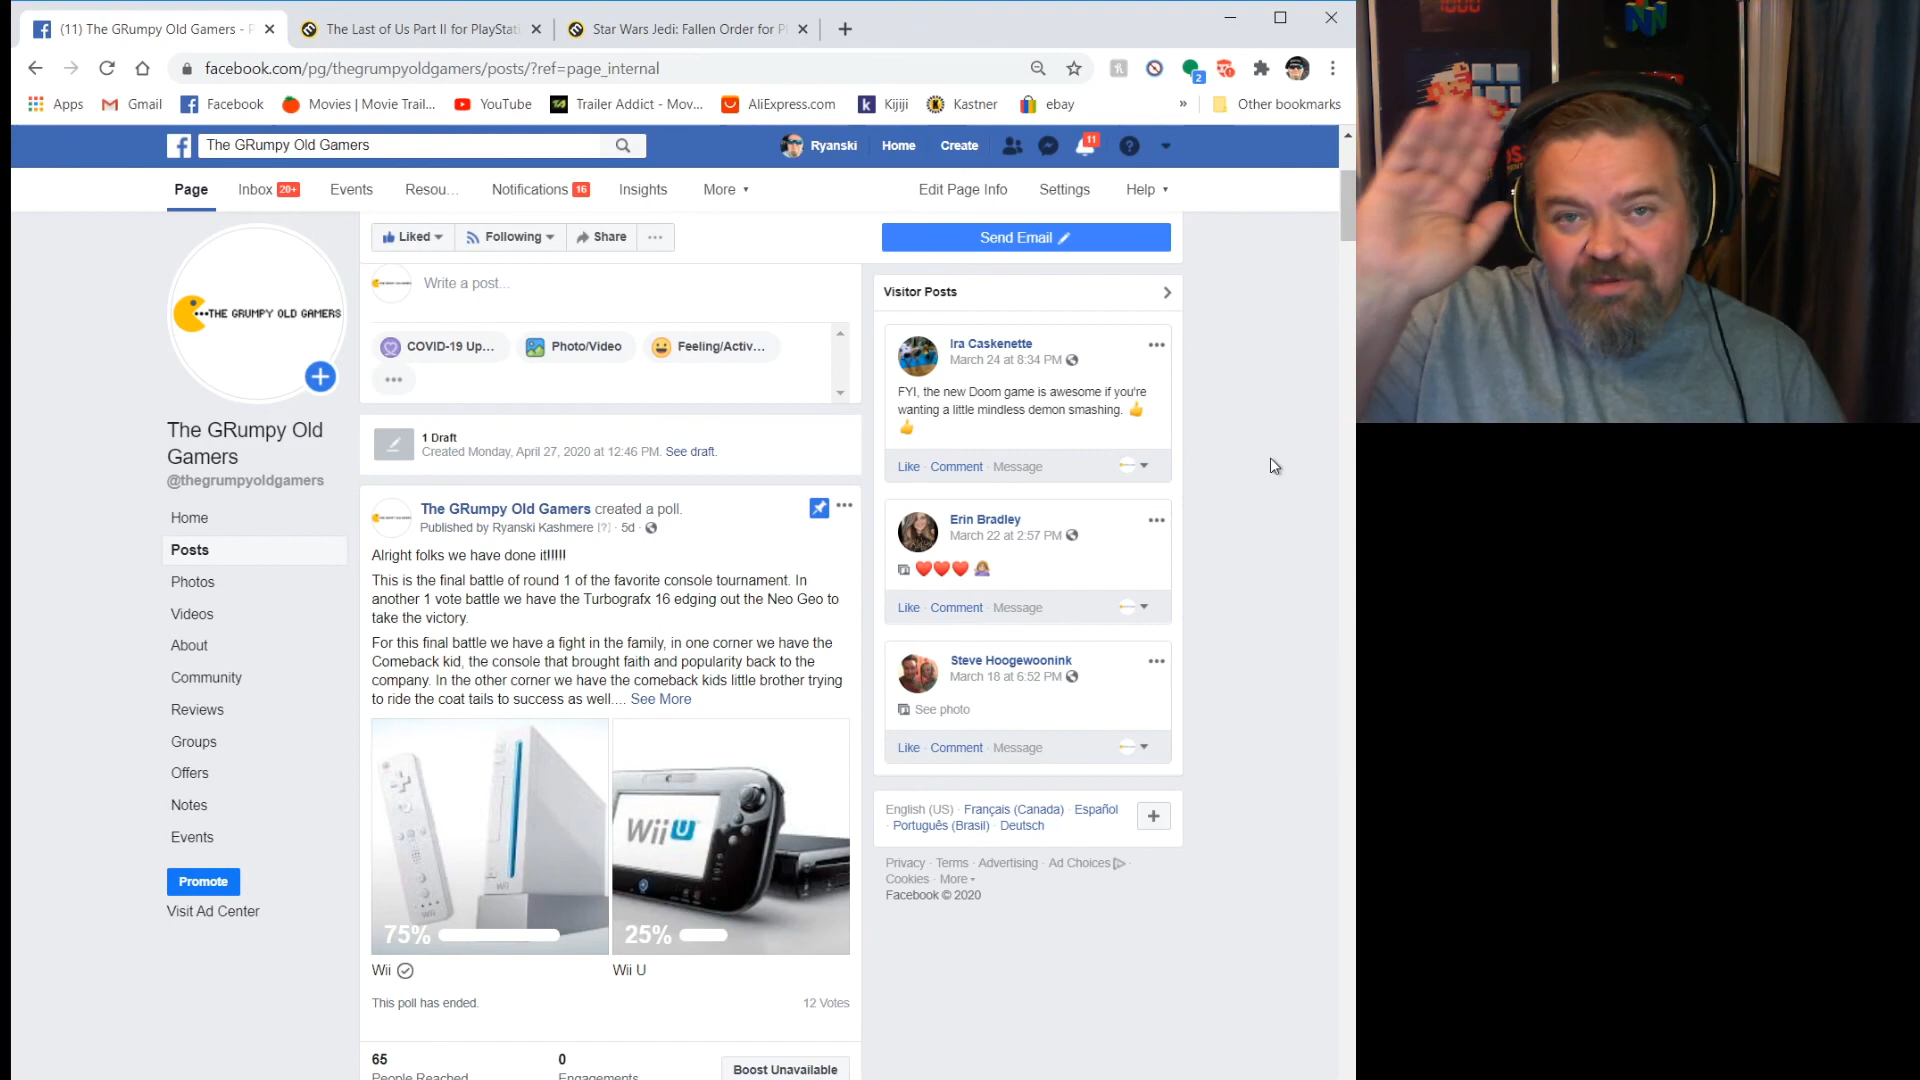 (11) The GRumpy Old Gamers - P
The Last of Us Part II for PlayStati
Star Wars Jedi: Fallen Order for Pl
facebook.com/pg/thegrumpyoldgamers/posts/?ref=page_internal
2
Apps
Gmail
Facebook
Movies | Movie Trail...
YouTube
Trailer Addict - Mov...
AliExpress.com
Kijiji
Kastner
ebay
»
Other bookmarks
The GRumpy Old Gamers
Ryanski
Home
Create
11
Page
Inbox 20+
Events
Resou...
Notifications 16
Insights
More
Edit Page Info
Settings
Help
Liked
Following
Share
Send Email
THE GRUMPY OLD GAMERS
The GRumpy Old
Gamers
@thegrumpyoldgamers
Home
Posts
Photos
Videos
About
Community
Reviews
Groups
Offers
Notes
Events
Promote
Visit Ad Center
Write a post...
COVID-19 Up...
Photo/Video
Feeling/Activ...
1 Draft
Created Monday, April 27, 2020 at 12:46 PM. See draft.
The GRumpy Old Gamers created a poll.
Published by Ryanski Kashmere [?] · 5d ·
Alright folks we have done it!!!!!
This is the final battle of round 1 of the favorite console tournament. In
another 1 vote battle we have the Turbografx 16 edging out the Neo Geo to
take the victory.
For this final battle we have a fight in the family, in one corner we have the
Comeback kid, the console that brought faith and popularity back to the
company. In the other corner we have the comeback kids little brother trying
to ride the coat tails to success as well.... See More
Wii
WiiU
75%
25%
Wii
Wii U
This poll has ended.
12 Votes
65
People Reached
0
Engagements
Boost Unavailable
Visitor Posts
Ira Caskenette
March 24 at 8:34 PM
FYI, the new Doom game is awesome if you're
wanting a little mindless demon smashing.
Like · Comment · Message
Erin Bradley
March 22 at 2:57 PM
Like · Comment · Message
Steve Hoogewoonink
March 18 at 6:52 PM
See photo
Like · Comment · Message
English (US) · Français (Canada) · Español
· Português (Brasil) · Deutsch
Privacy · Terms · Advertising · Ad Choices ·
Cookies · More
Facebook © 2020